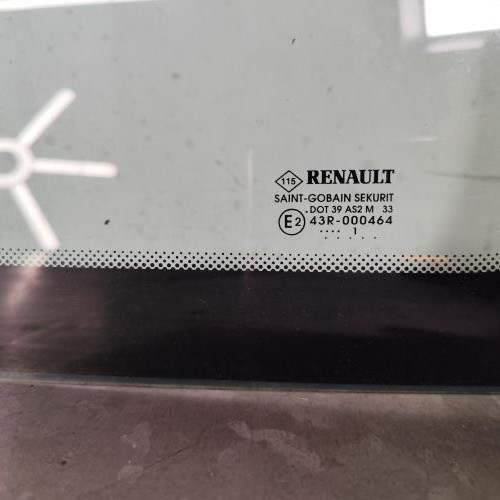 115 RENAULT
SAINT-GOBAIN SEKURIT
DOT 39 AS2 M 33
E2 43R-000464
.... 1